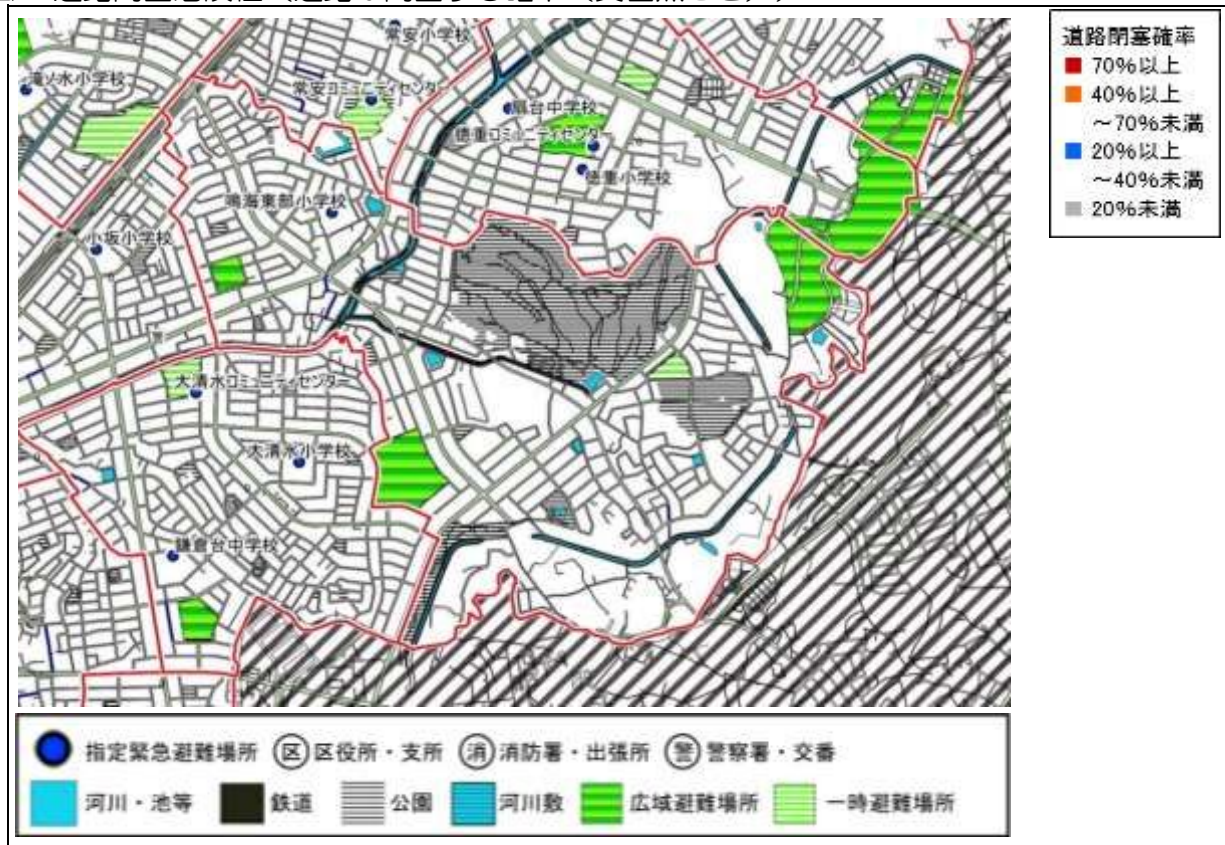 道路閉塞確率
70%以上
40%以上
～70%未満
20%以上
～40%未満
20%未満
常安小学校
滝ノ水小学校
常安コミュニティセンター
扇台中学校
徳重コミュニティセンター
徳重小学校
鳴海東部小学校
小坂小学校
大清水コミュニティセンター
大清水小学校
鎌倉台中学校
指定緊急避難場所 区 区役所・支所 消 消防署・出張所 警 警察署・交番
河川・池等 鉄道 公園 河川敷 広域避難場所 一時避難場所